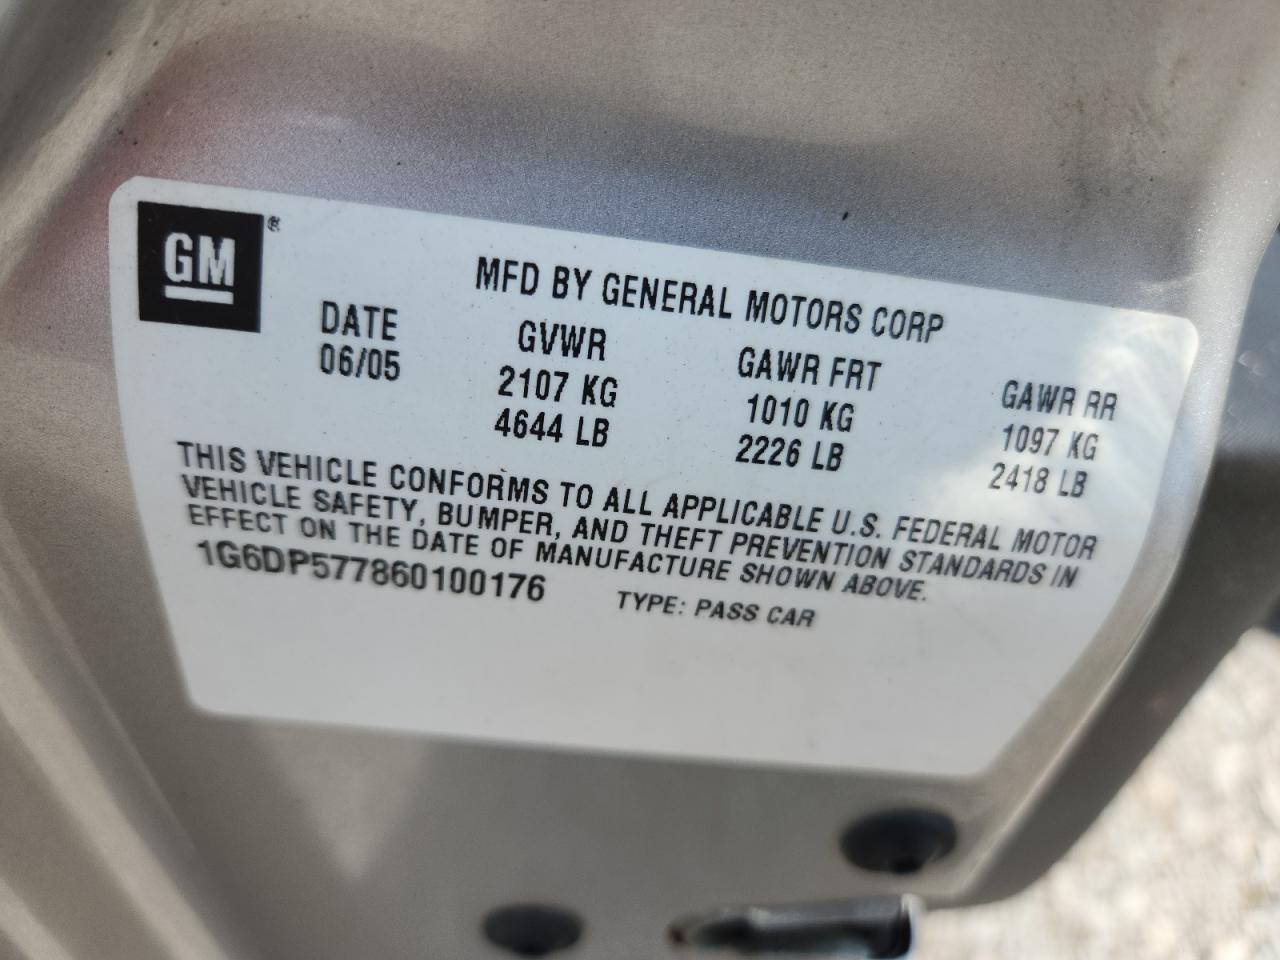 GM ®
MFD BY GENERAL MOTORS CORP
DATE GVWR GAWR FRT GAWR RR
06/05 2107 KG 1010 KG 1097 KG
4644 LB 2226 LB 2418 LB
THIS VEHICLE CONFORMS TO ALL APPLICABLE U.S. FEDERAL MOTOR
VEHICLE SAFETY, BUMPER, AND THEFT PREVENTION STANDARDS IN
EFFECT ON THE DATE OF MANUFACTURE SHOWN ABOVE.
1G6DP577860100176 TYPE: PASS CAR